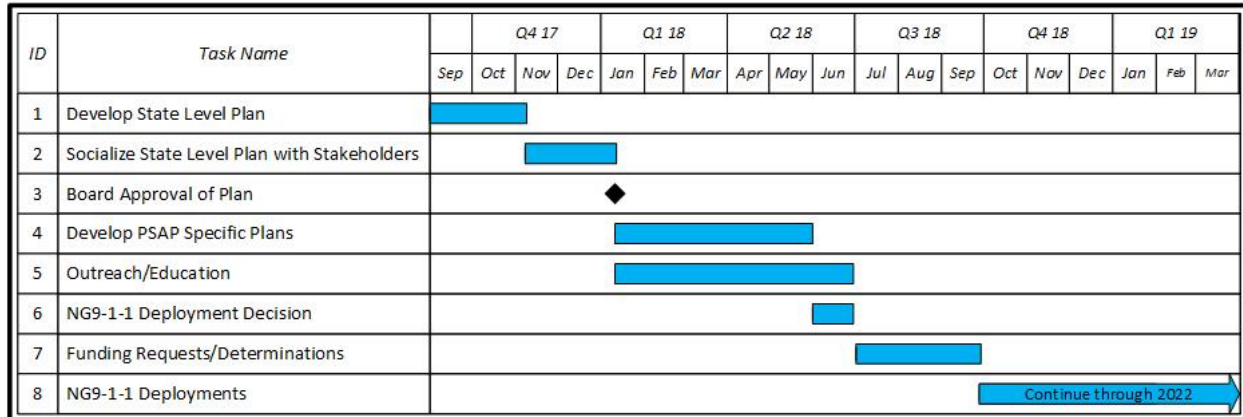 ID Task Name Q4 17 Q1 18 Q2 18 Q3 18 Q4 18 Q1 19
Sep Oct Nov Dec Jan Feb Mar Apr May Jun Jul Aug Sep Oct Nov Dec Jan Feb Mar
1 Develop State Level Plan
2 Socialize State Level Plan with Stakeholders
3 Board Approval of Plan
4 Develop PSAP Specific Plans
5 Outreach/Education
6 NG9-1-1 Deployment Decision
7 Funding Requests/Determinations
8 NG9-1-1 Deployments Continue through 2022